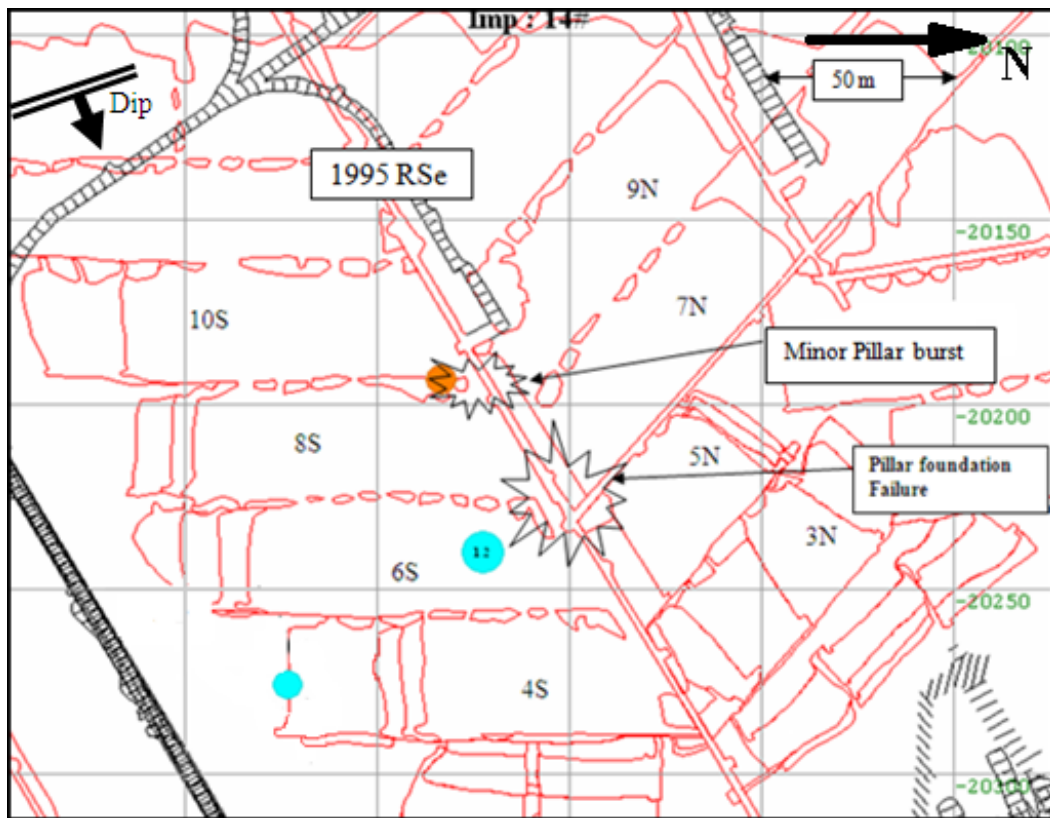 Imp : 14#
-20100
N
50 m
Dip
1995 RSe
9N
-20150
7N
10S
Minor Pillar burst
-20200
8S
5N
Pillar foundation
Failure
3N
12
6S
-20250
4S
-20300